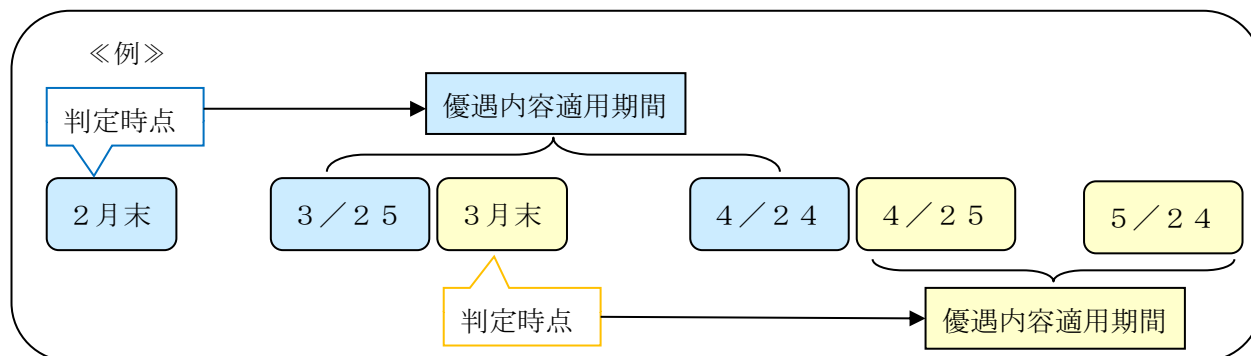 ≪例≫
判定時点
優遇内容適用期間
２月末
３／２５
３月末
４／２４
４／２５
５／２４
判定時点
優遇内容適用期間